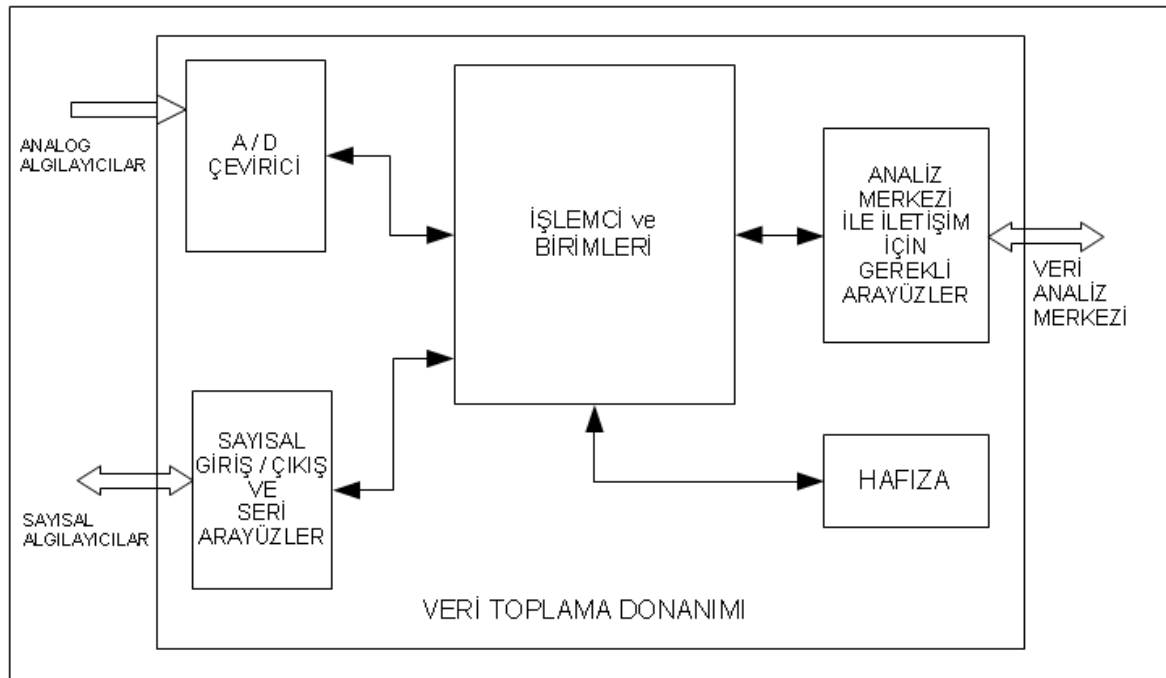 ANALOG
ALGILAYICILAR
A / D
ÇEVİRİCİ
İŞLEMCİ ve
BİRİMLERİ
ANALİZ
MERKEZİ
İLE İLETİŞİM
İÇİN
GEREKLİ
ARAYÜZLER
VERİ
ANALİZ
MERKEZİ
SAYISAL
ALGILAYICILAR
SAYISAL
GİRİŞ / ÇIKIŞ
VE
SERİ
ARAYÜZLER
HAFIZA
VERİ TOPLAMA DONANIMI